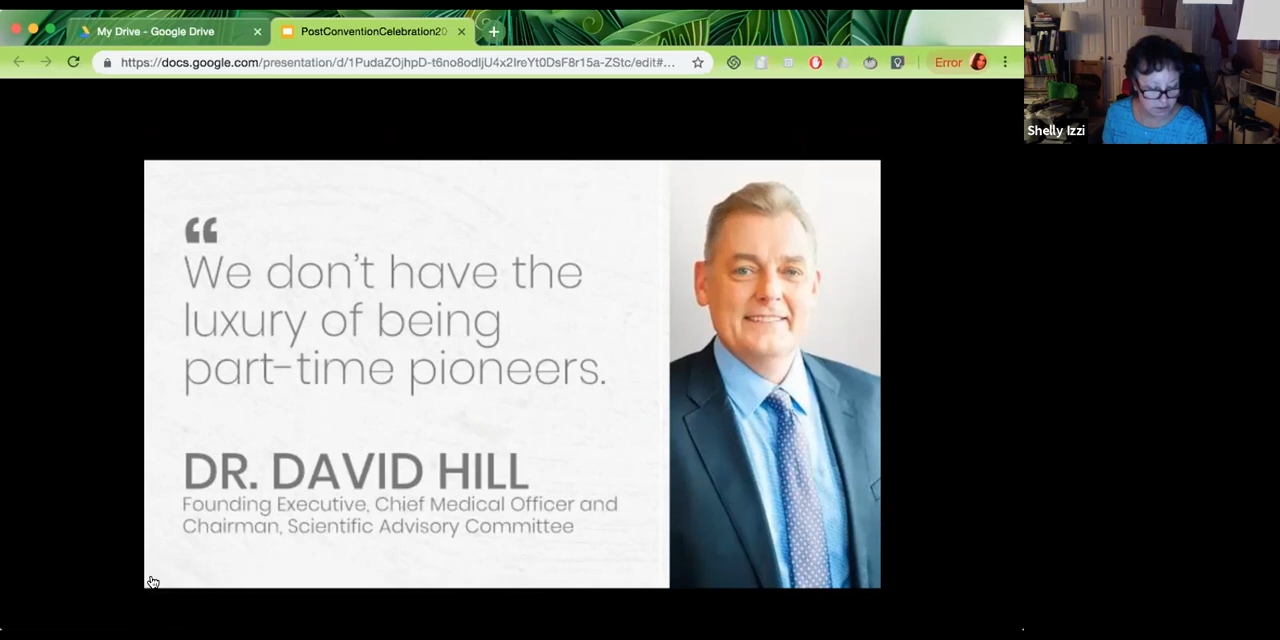 My Drive - Google Drive
PostConventionCelebration20
https://docs.google.com/presentation/d/1PudaZOjhpD-t6no8odIjU4x2IreYt0DsF8r15a-ZStc/edit#...
Error
Shelly Izzi
“
We don't have the
luxury of being
part-time pioneers.
DR. DAVID HILL
Founding Executive, Chief Medical Officer and
Chairman, Scientific Advisory Committee